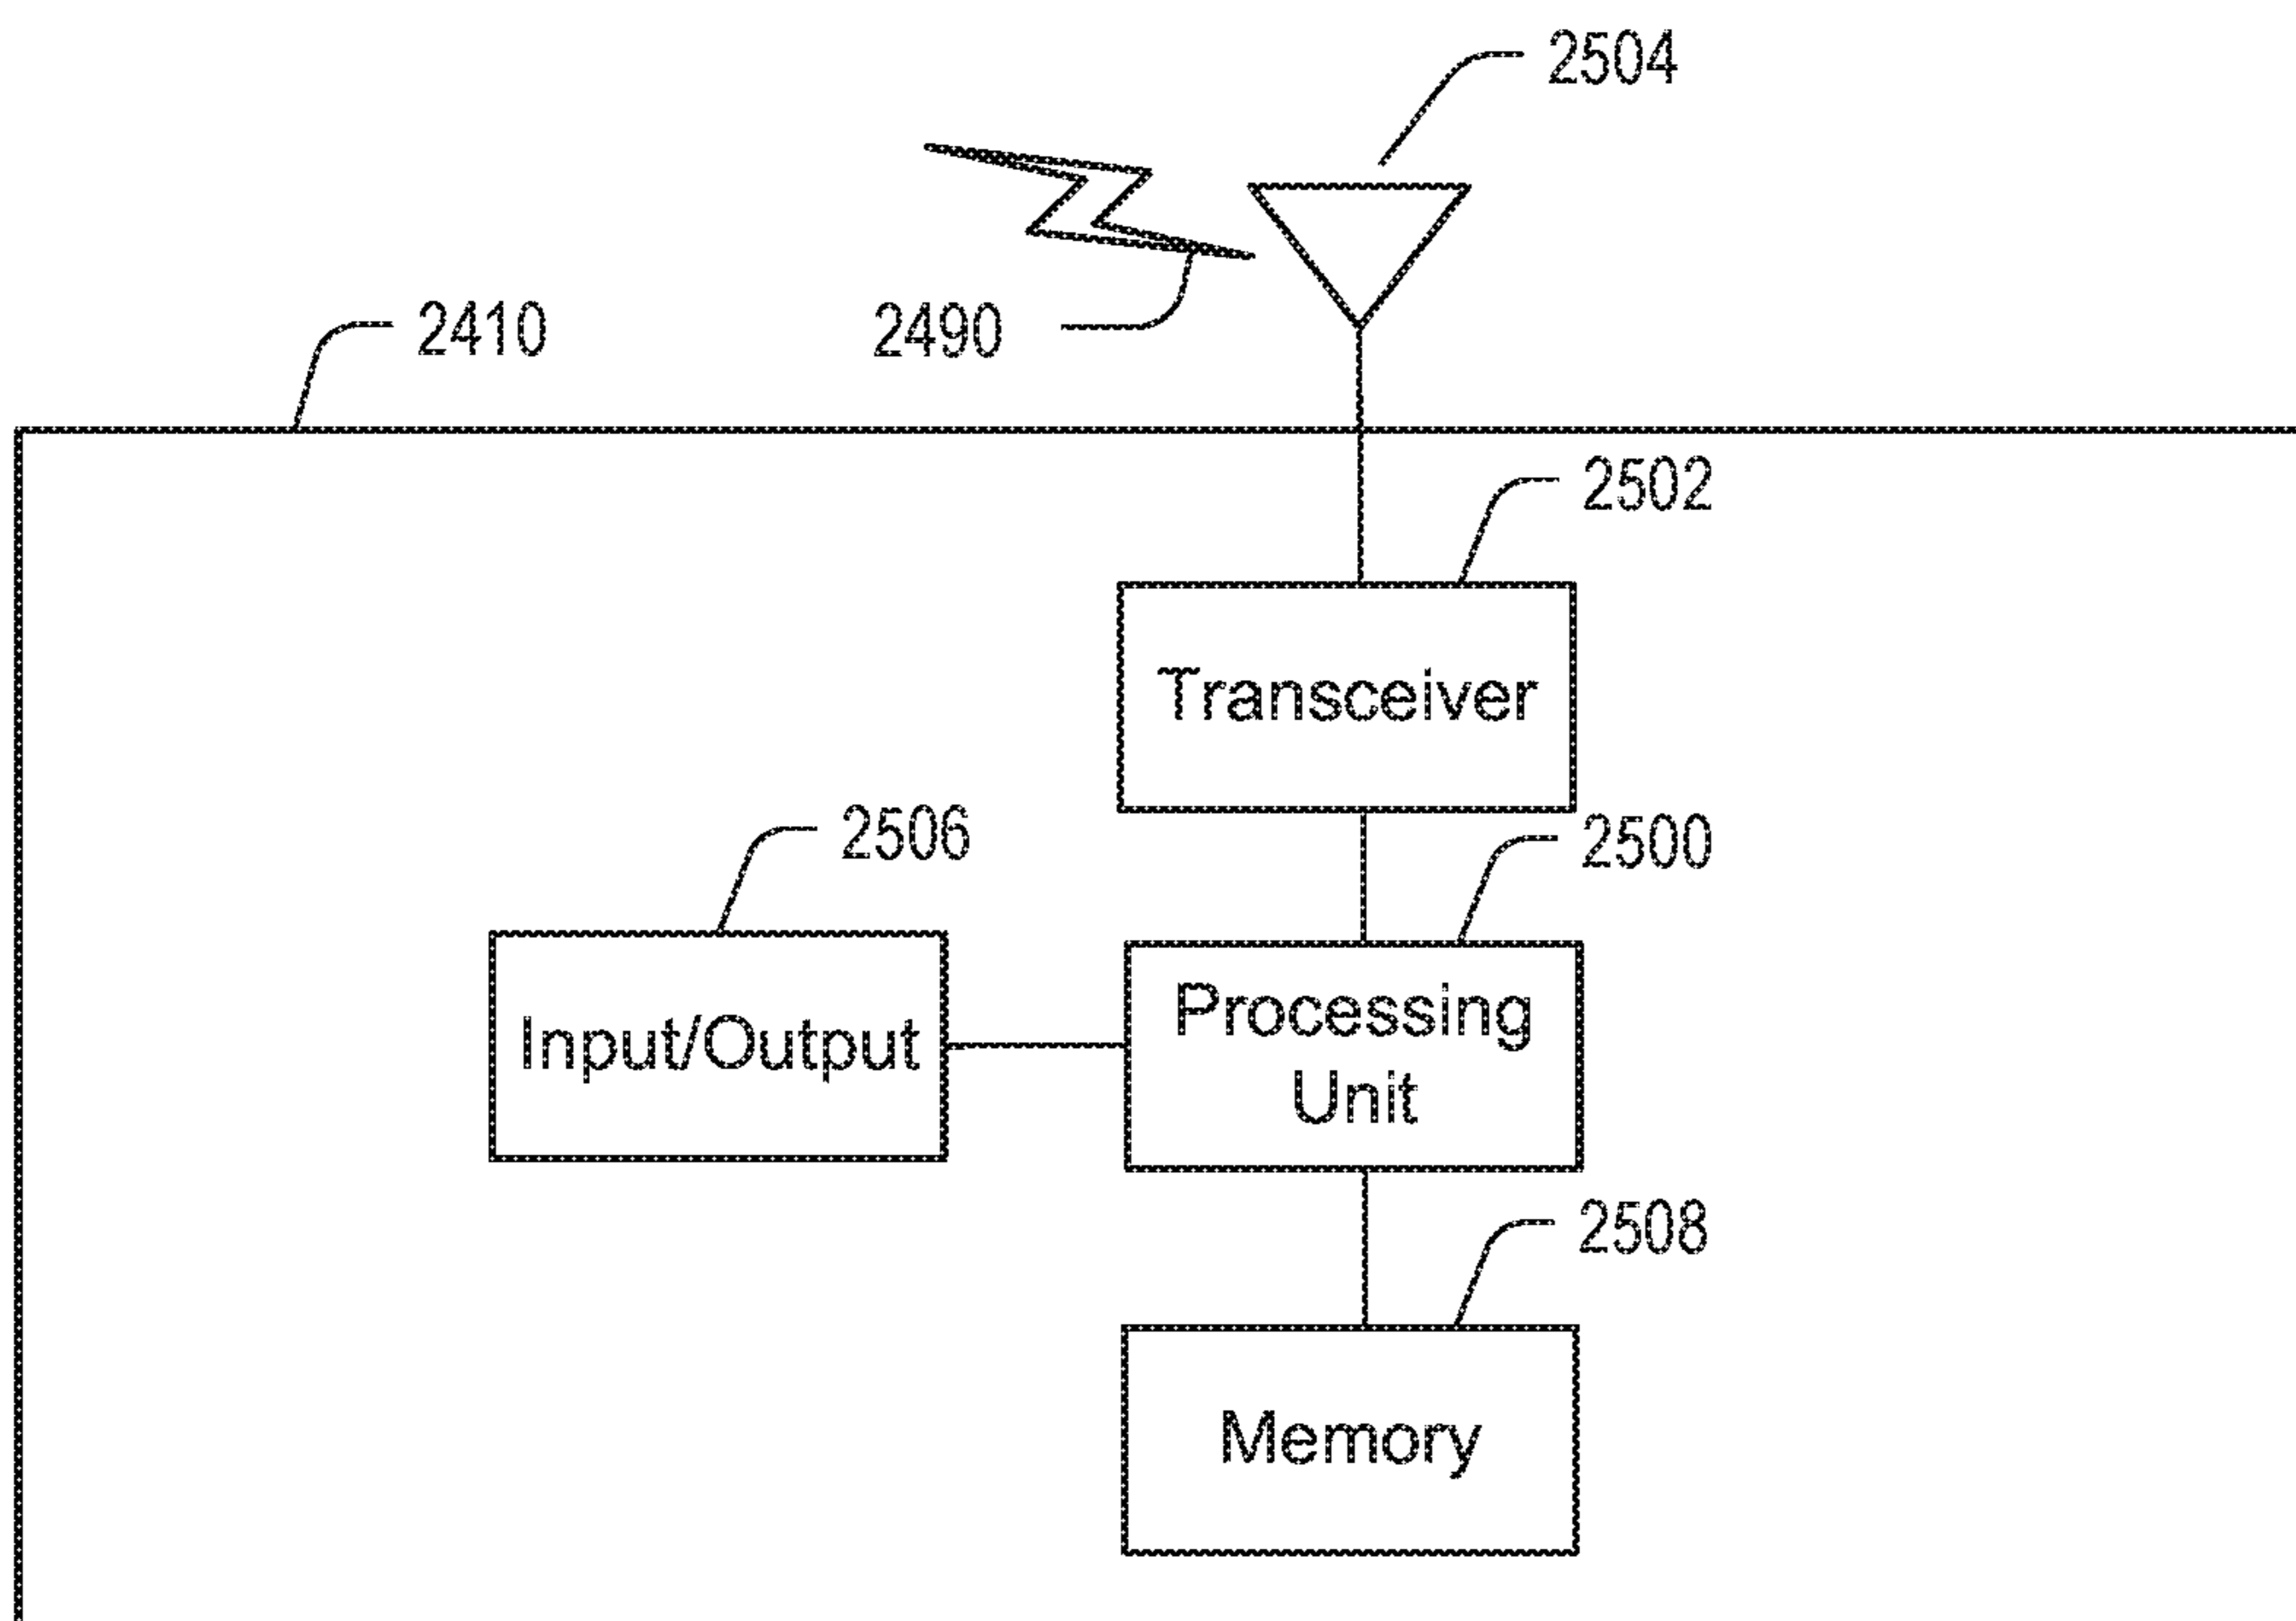 2504
2490
2410
2502
Transceiver
2506
2500
Input/Output
Processing
Unit
2508
Memory